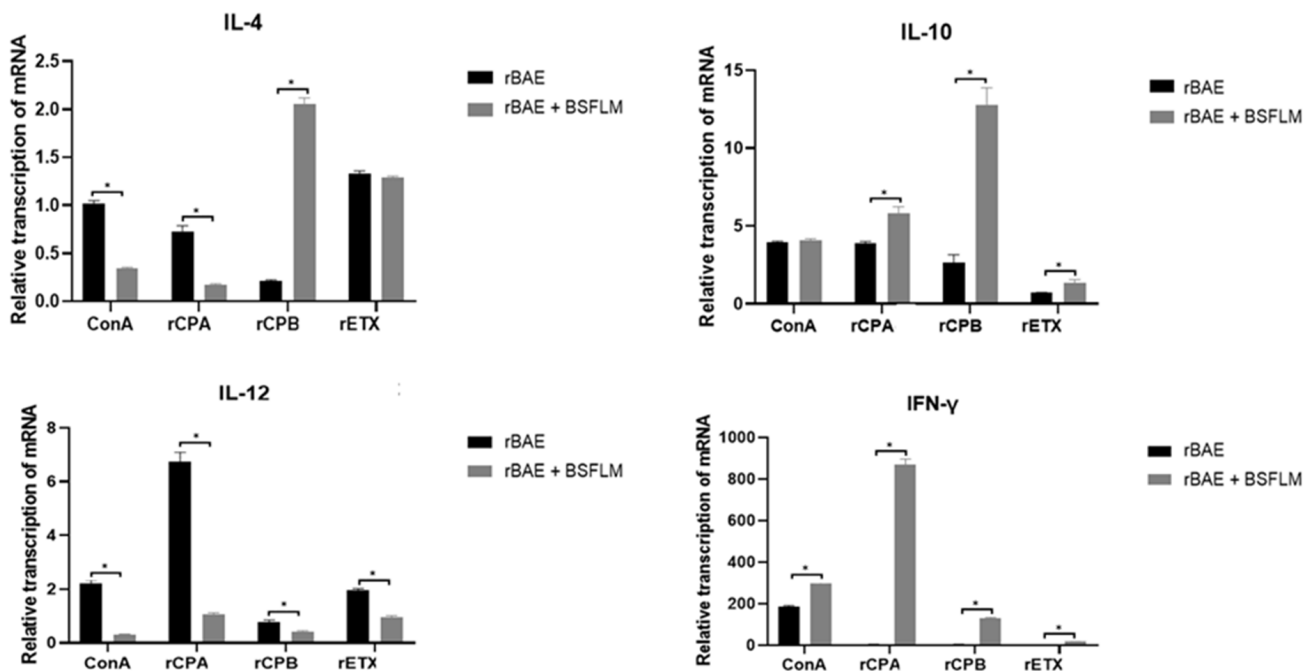 IL-4
Relative transcription of mRNA
2.5
2.0
1.5
1.0
0.5
0.0
*
*
*
ConA rCPA rCPB rETX
rBAE
rBAE + BSFLM
IL-10
Relative transcription of mRNA
15
10
5
0
*
*
*
ConA rCPA rCPB rETX
rBAE
rBAE + BSFLM
IL-12
:
Relative transcription of mRNA
8
6
4
2
0
*
*
*
*
ConA rCPA rCPB rETX
rBAE
rBAE + BSFLM
IFN-γ
Relative transcription of mRNA
1000
800
600
400
200
0
*
*
*
*
ConA rCPA rCPB rETX
rBAE
rBAE + BSFLM